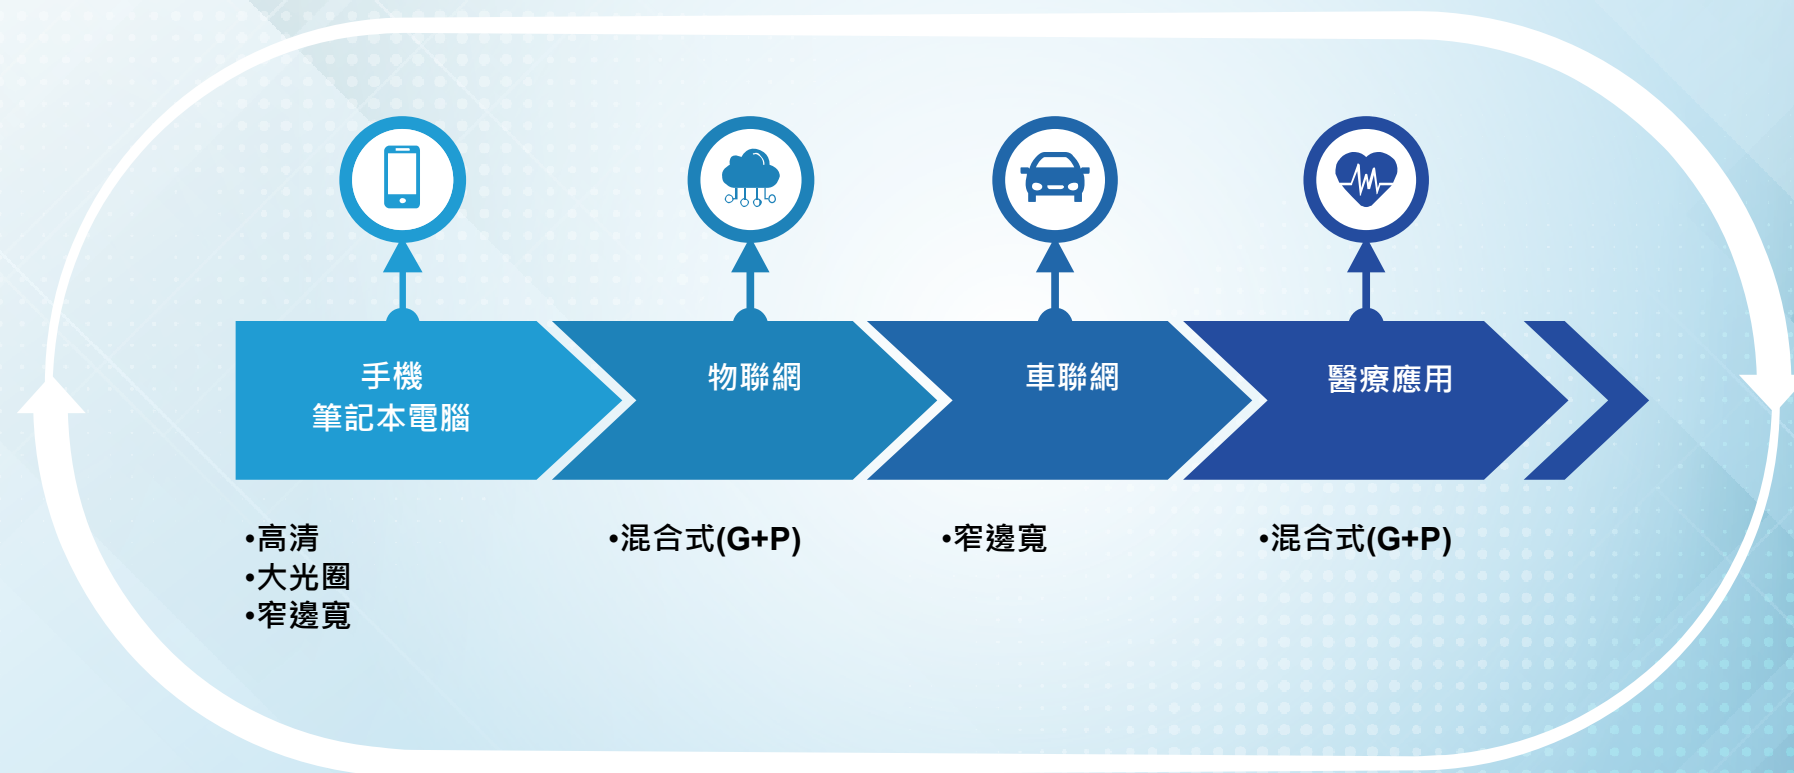 手機
筆記本電腦
物聯網
車聯網
醫療應用
•高清
•大光圈
•窄邊寬
•混合式(G+P)
•窄邊寬
•混合式(G+P)